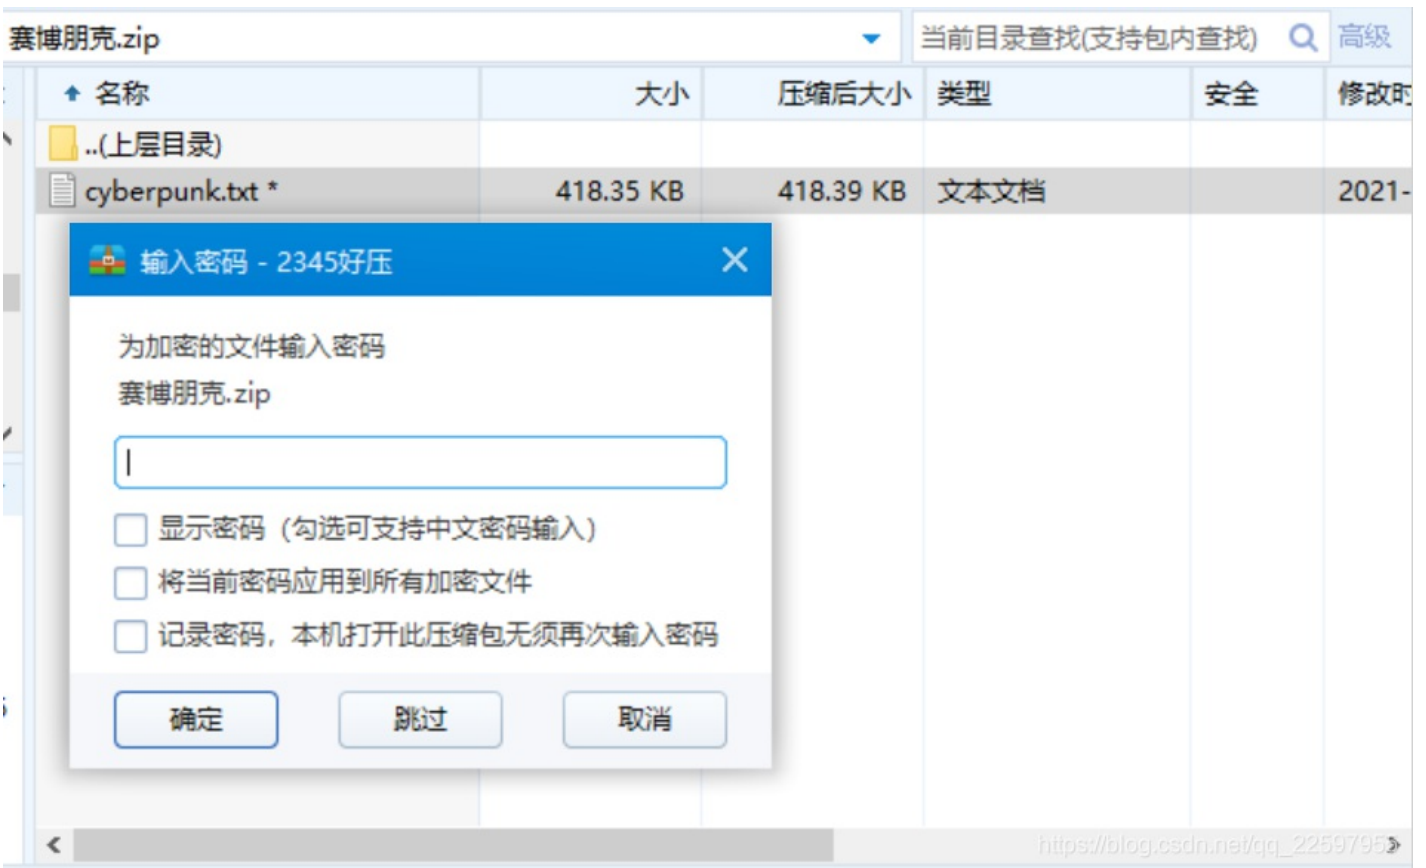 赛博朋克.zip
当前目录查找(支持包内查找) 高级
名称 大小 压缩后大小 类型 安全 修改时
..(上层目录)
cyberpunk.txt * 418.35 KB 418.39 KB 文本文档 2021-
输入密码 - 2345好压
为加密的文件输入密码
赛博朋克.zip
显示密码（勾选可支持中文密码输入）
将当前密码应用到所有加密文件
记录密码，本机打开此压缩包无须再次输入密码
确定 跳过 取消
https://blog.csdn.net/qq_2259795